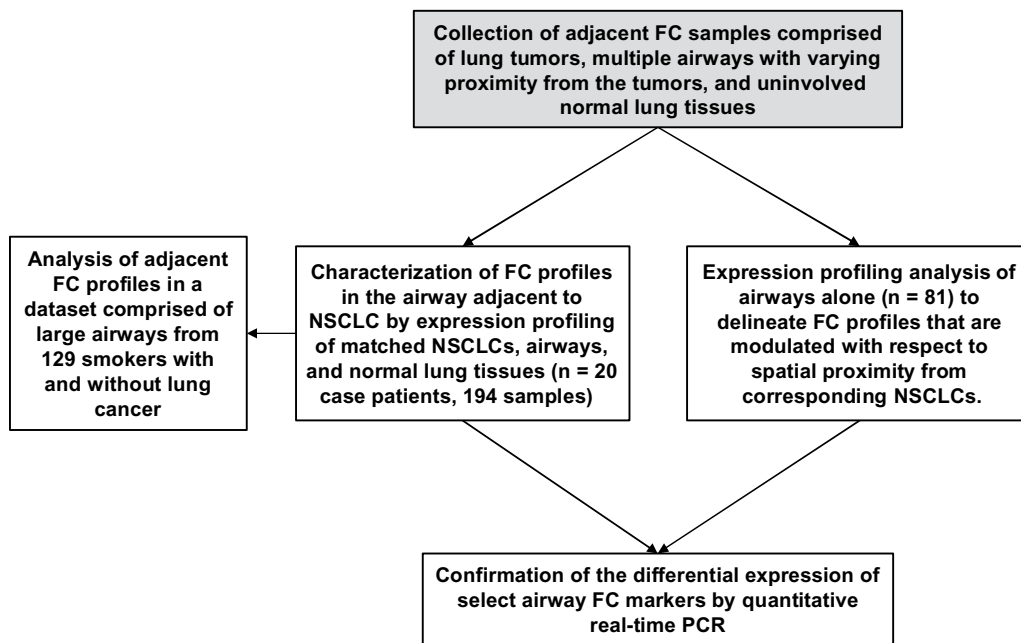 Collection of adjacent FC samples comprised
of lung tumors, multiple airways with varying
proximity from the tumors, and uninvolved
normal lung tissues
Analysis of adjacent
FC profiles in a
dataset comprised of
large airways from
129 smokers with
and without lung
cancer
Characterization of FC profiles
in the airway adjacent to
NSCLC by expression profiling
of matched NSCLCs, airways,
and normal lung tissues (n = 20
case patients, 194 samples)
Expression profiling analysis of
airways alone (n = 81) to
delineate FC profiles that are
modulated with respect to
spatial proximity from
corresponding NSCLCs.
Confirmation of the differential expression of
select airway FC markers by quantitative
real-time PCR